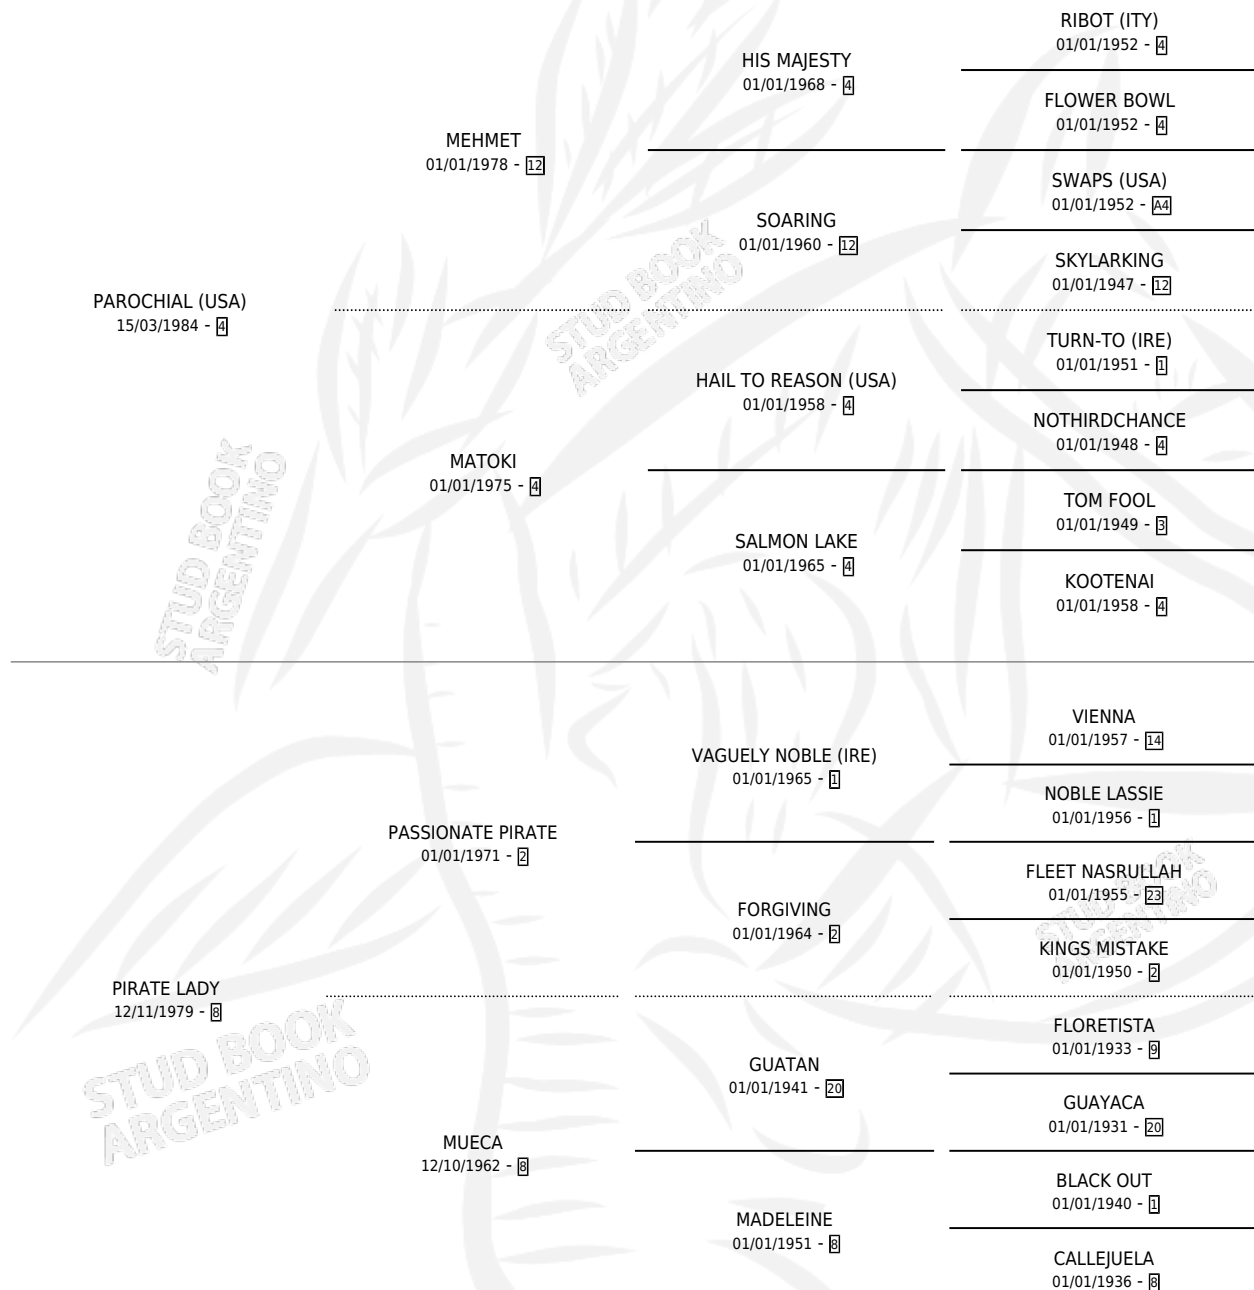 RIBOT (ITY)
01/01/1952 - 4
HIS MAJESTY
01/01/1968 - 4
FLOWER BOWL
01/01/1952 - 4
MEHMET
01/01/1978 - 12
SWAPS (USA)
01/01/1952 - A4
SOARING
01/01/1960 - 12
SKYLARKING
01/01/1947 - 12
PAROCHIAL (USA)
15/03/1984 - 4
TURN-TO (IRE)
01/01/1951 - 1
HAIL TO REASON (USA)
01/01/1958 - 4
NOTHIRDCHANCE
01/01/1948 - 4
MATOKI
01/01/1975 - 4
TOM FOOL
01/01/1949 - 3
SALMON LAKE
01/01/1965 - 4
KOOTENAI
01/01/1958 - 4
VIENNA
01/01/1957 - 14
VAGUELY NOBLE (IRE)
01/01/1965 - 1
NOBLE LASSIE
01/01/1956 - 1
PASSIONATE PIRATE
01/01/1971 - 2
FLEET NASRULLAH
01/01/1955 - 23
FORGIVING
01/01/1964 - 2
KINGS MISTAKE
01/01/1950 - 2
PIRATE LADY
12/11/1979 - 8
FLORETISTA
01/01/1933 - 9
GUATAN
01/01/1941 - 20
GUAYACA
01/01/1931 - 20
MUECA
12/10/1962 - 8
BLACK OUT
01/01/1940 - 1
MADELEINE
01/01/1951 - 8
CALLEJUELA
01/01/1936 - 8
STUD BOOK
ARGENTINO
STUD BOOK
ARGENTINO
STUD BOOK
ARGENTINO
STUD BOOK
ARGENTINO